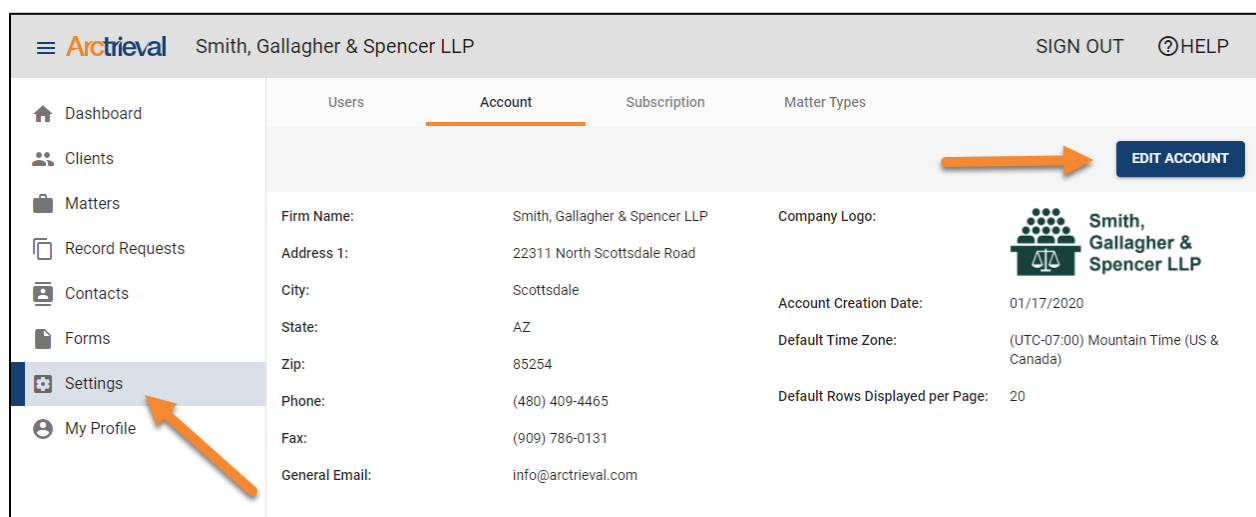 Arctrieval Smith, Gallagher & Spencer LLP SIGN OUT ?HELP
Dashboard
Clients
Matters
Record Requests
Contacts
Forms
Settings
My Profile
Users Account Subscription Matter Types
EDIT ACCOUNT
Firm Name: Smith, Gallagher & Spencer LLP
Address 1: 22311 North Scottsdale Road
City: Scottsdale
State: AZ
Zip: 85254
Phone: (480) 409-4465
Fax: (909) 786-0131
General Email: info@arctrieval.com
Company Logo:
Smith,
Gallagher &
Spencer LLP
Account Creation Date: 01/17/2020
Default Time Zone: (UTC-07:00) Mountain Time (US &
Canada)
Default Rows Displayed per Page: 20